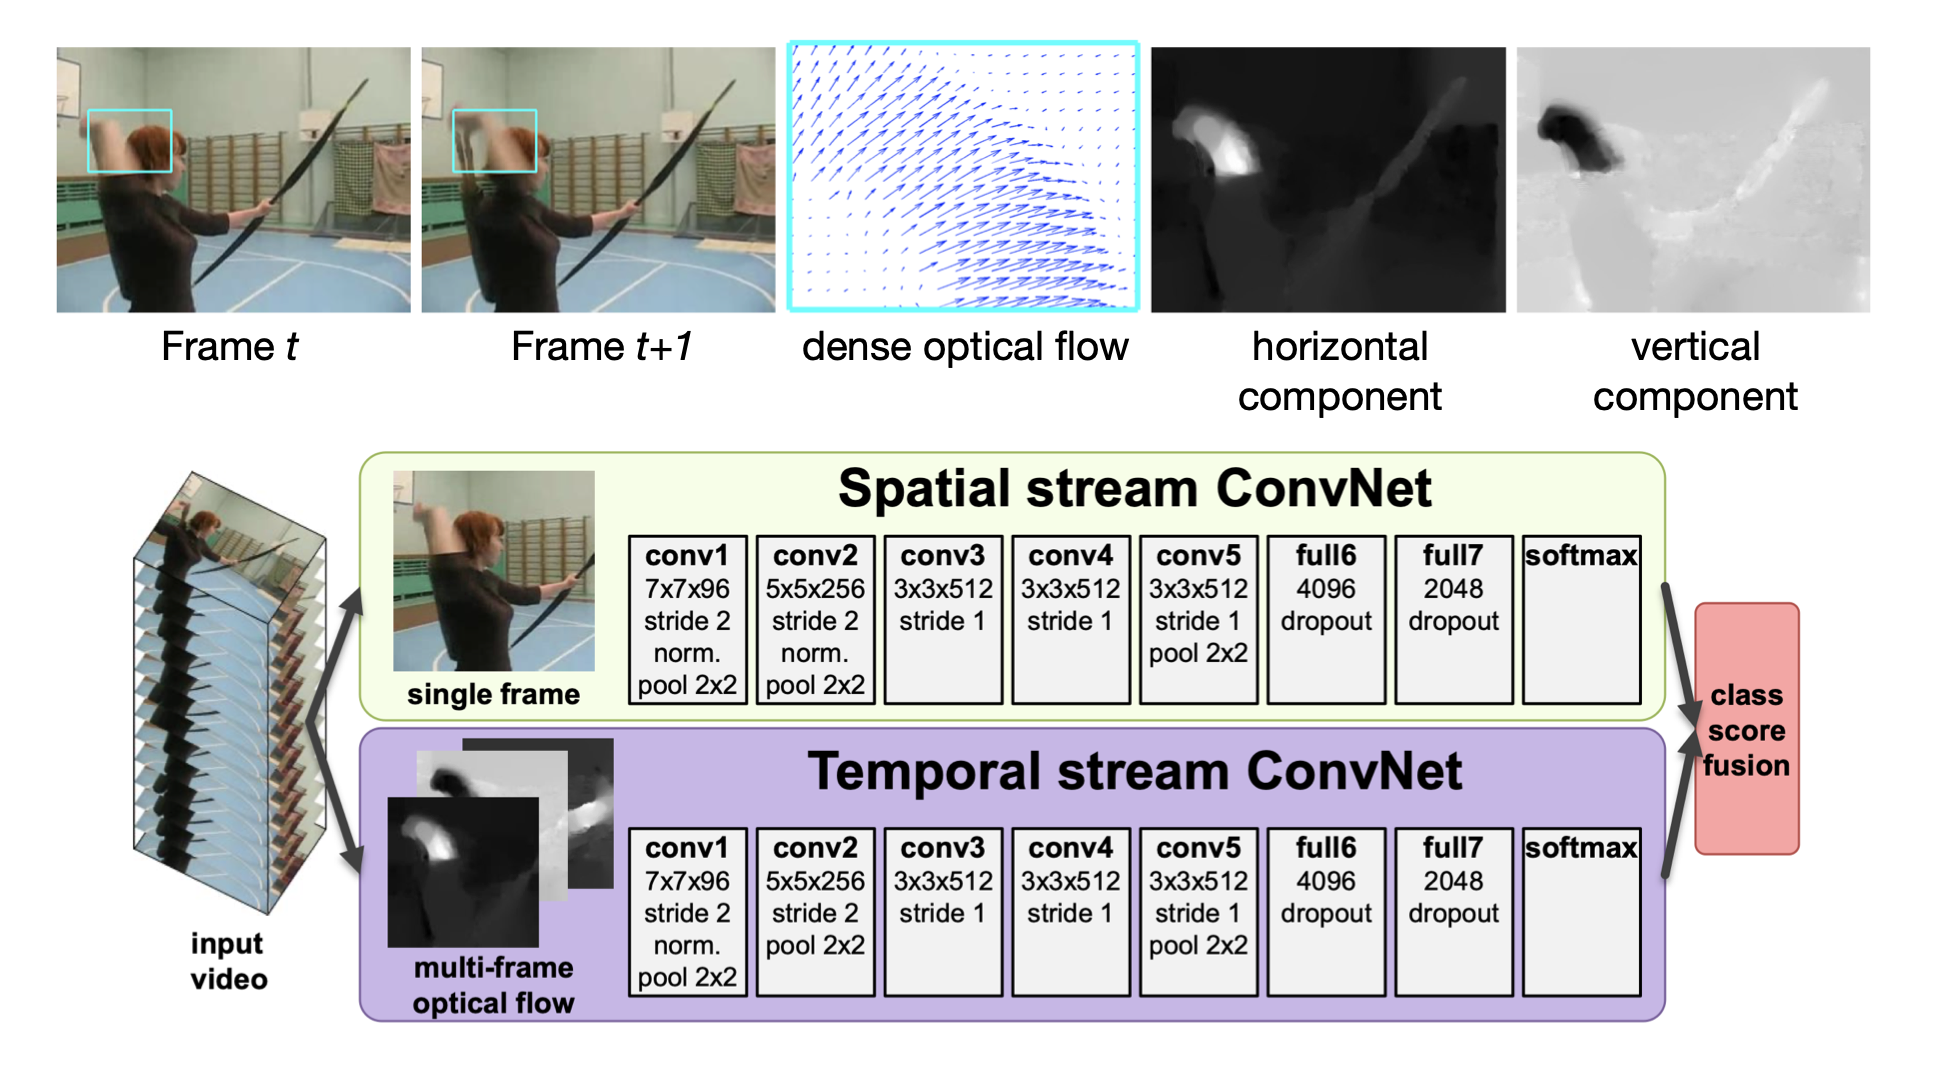 Frame t
Frame t+1
dense optical flow
horizontal
component
vertical
component
Spatial stream ConvNet
single frame
conv1
7x7x96
stride 2
norm.
pool 2x2
conv2
5x5x256
stride 2
norm.
pool 2x2
conv3
3x3x512
stride 1
conv4
3x3x512
stride 1
conv5
3x3x512
stride 1
pool 2x2
full6
4096
dropout
full7
2048
dropout
softmax
Temporal stream ConvNet
multi-frame
optical flow
conv1
7x7x96
stride 2
norm.
pool 2x2
conv2
5x5x256
stride 2
pool 2x2
conv3
3x3x512
stride 1
conv4
3x3x512
stride 1
conv5
3x3x512
stride 1
pool 2x2
full6
4096
dropout
full7
2048
dropout
softmax
input
video
class
score
fusion